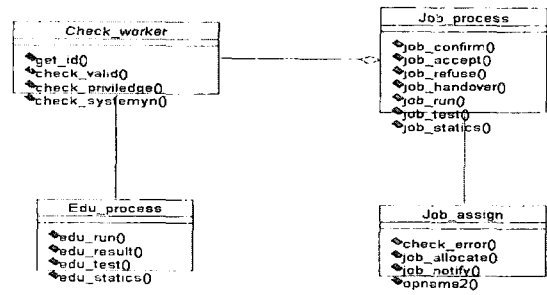 Check_worker
get_id()
check_valid()
check_priviledge()
check_systemyn()
Job_process
job_confirm()
job_accept()
job_refuse()
job_handover()
job_run()
job_test()
job_statics()
Edu_process
edu_run()
edu_result()
edu_test()
edu_statics()
Job_assign
check_error()
job_allocate()
job_notify()
opname2()